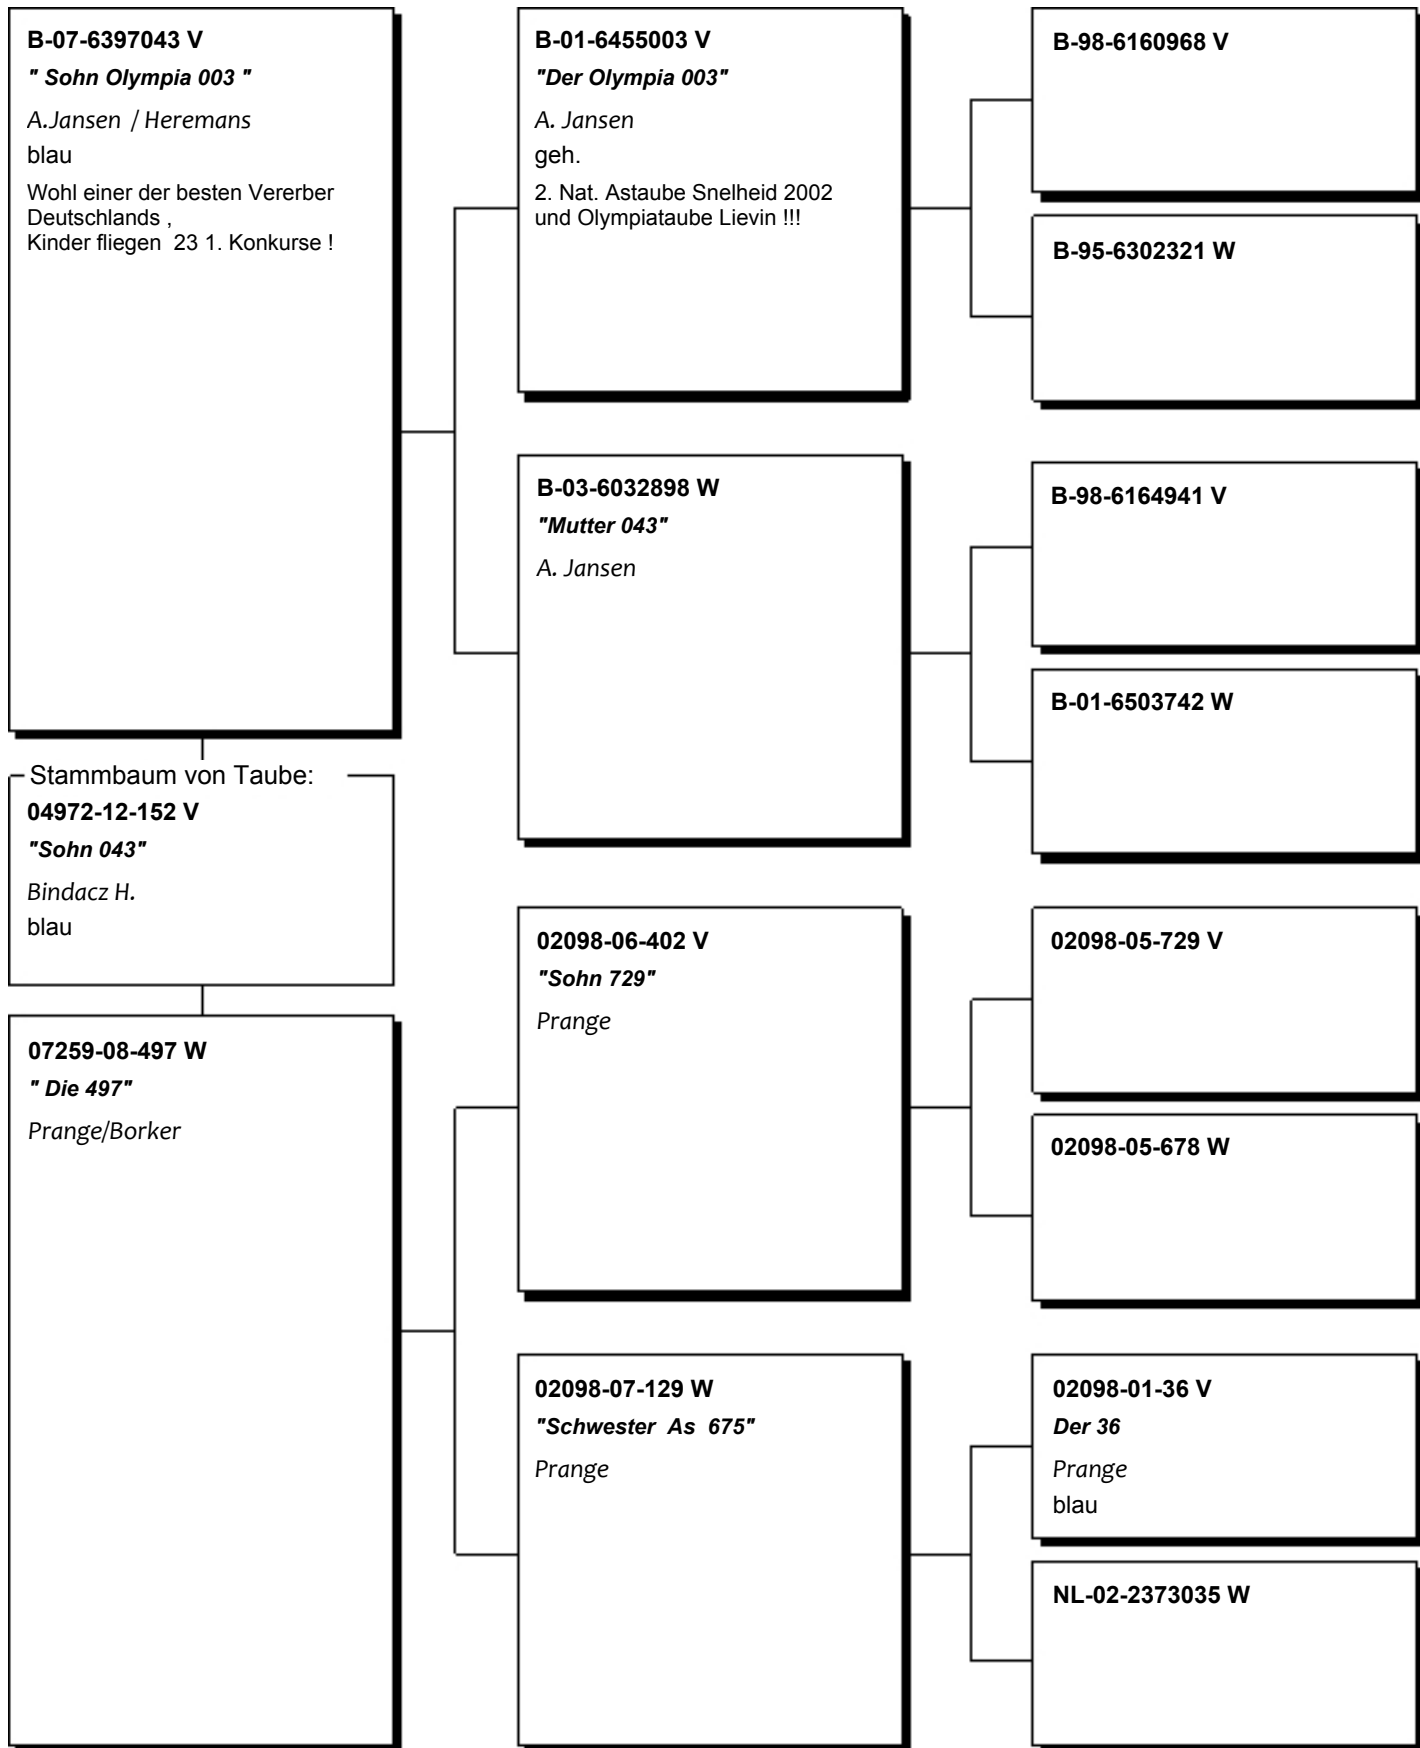 B-07-6397043 V
" Sohn Olympia 003 "
A.Jansen / Heremans
blau
Wohl einer der besten Vererber
Deutschlands ,
Kinder fliegen 23 1. Konkurse !
Stammbaum von Taube:
04972-12-152 V
"Sohn 043"
Bindacz H.
blau
07259-08-497 W
" Die 497"
Prange/Borker
B-01-6455003 V
"Der Olympia 003"
A. Jansen
geh.
2. Nat. Astaube Snelheid 2002
und Olympiataube Lievin !!!
B-03-6032898 W
"Mutter 043"
A. Jansen
02098-06-402 V
"Sohn 729"
Prange
02098-07-129 W
"Schwester As 675"
Prange
B-98-6160968 V
B-95-6302321 W
B-98-6164941 V
B-01-6503742 W
02098-05-729 V
02098-05-678 W
02098-01-36 V
Der 36
Prange
blau
NL-02-2373035 W